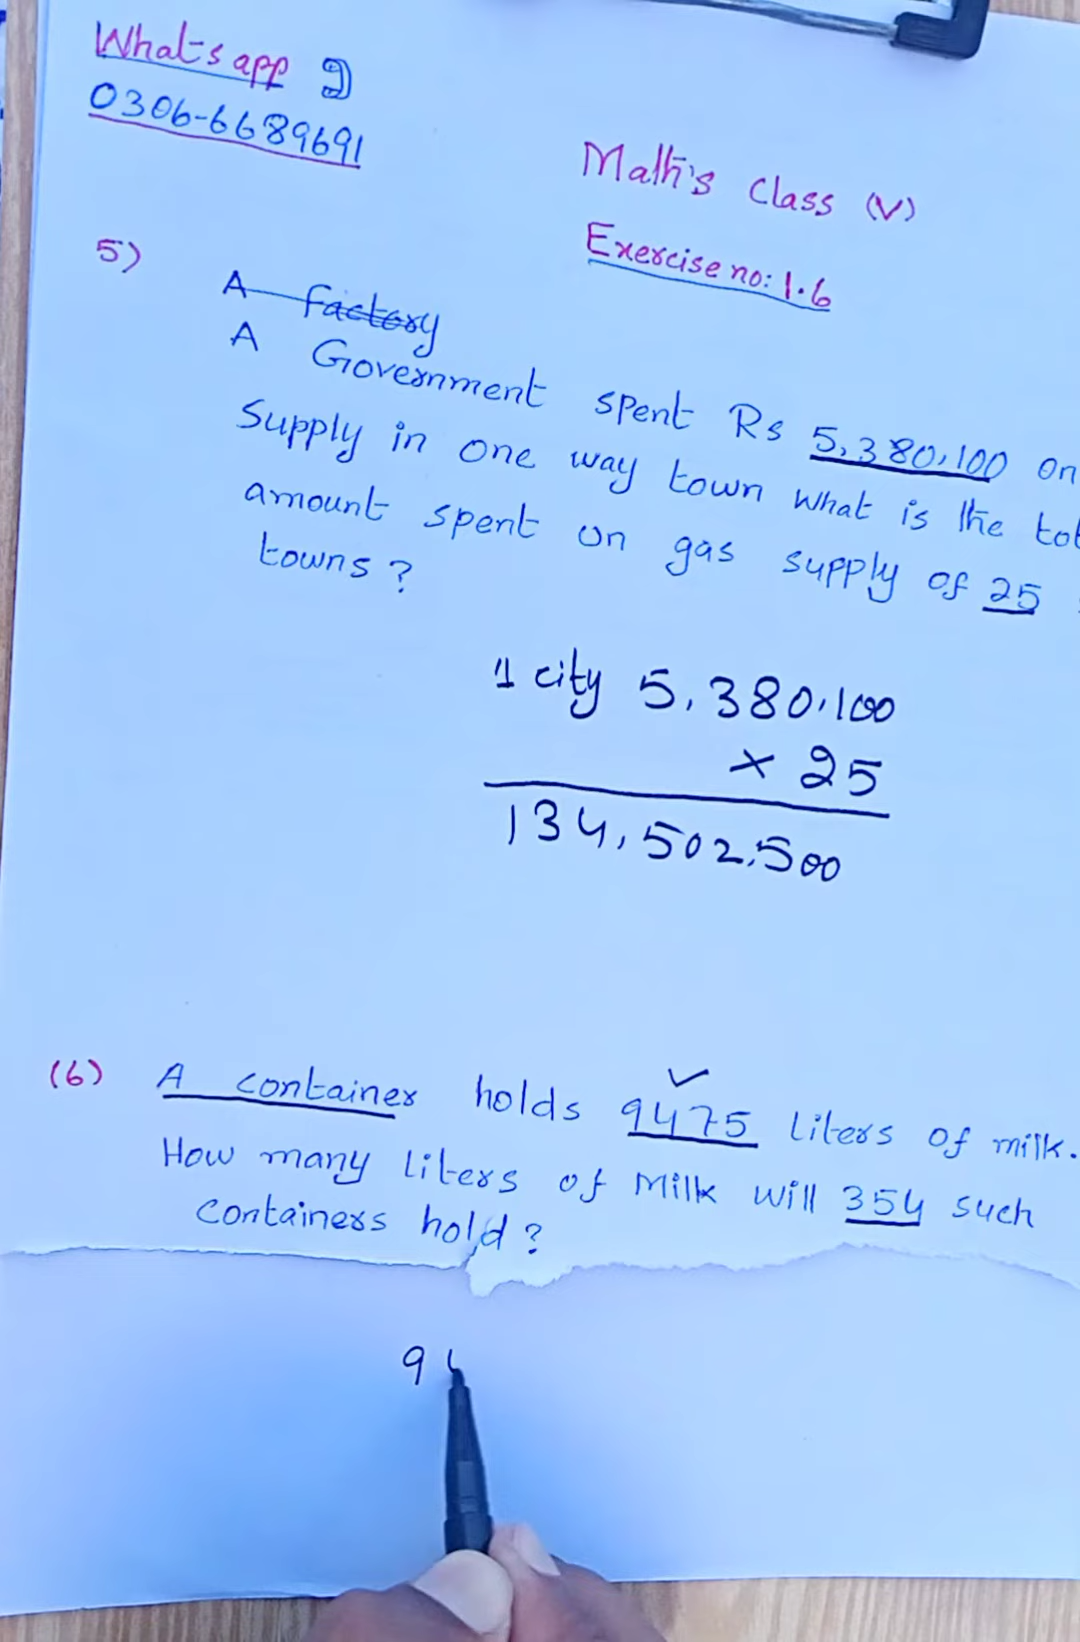 What's app
0306-6689691
Math's Class (V)
Exercise no: 1.6
5)
A factory
A Government spent Rs 5,380,100 on
Supply in one way town what is the tot
amount spent on gas supply of 25
towns?
1 city 5,380,100
× 25
134,502,500
(6) A container holds 9475 liters of milk.
How many liters of Milk will 354 such
containers hold?
9